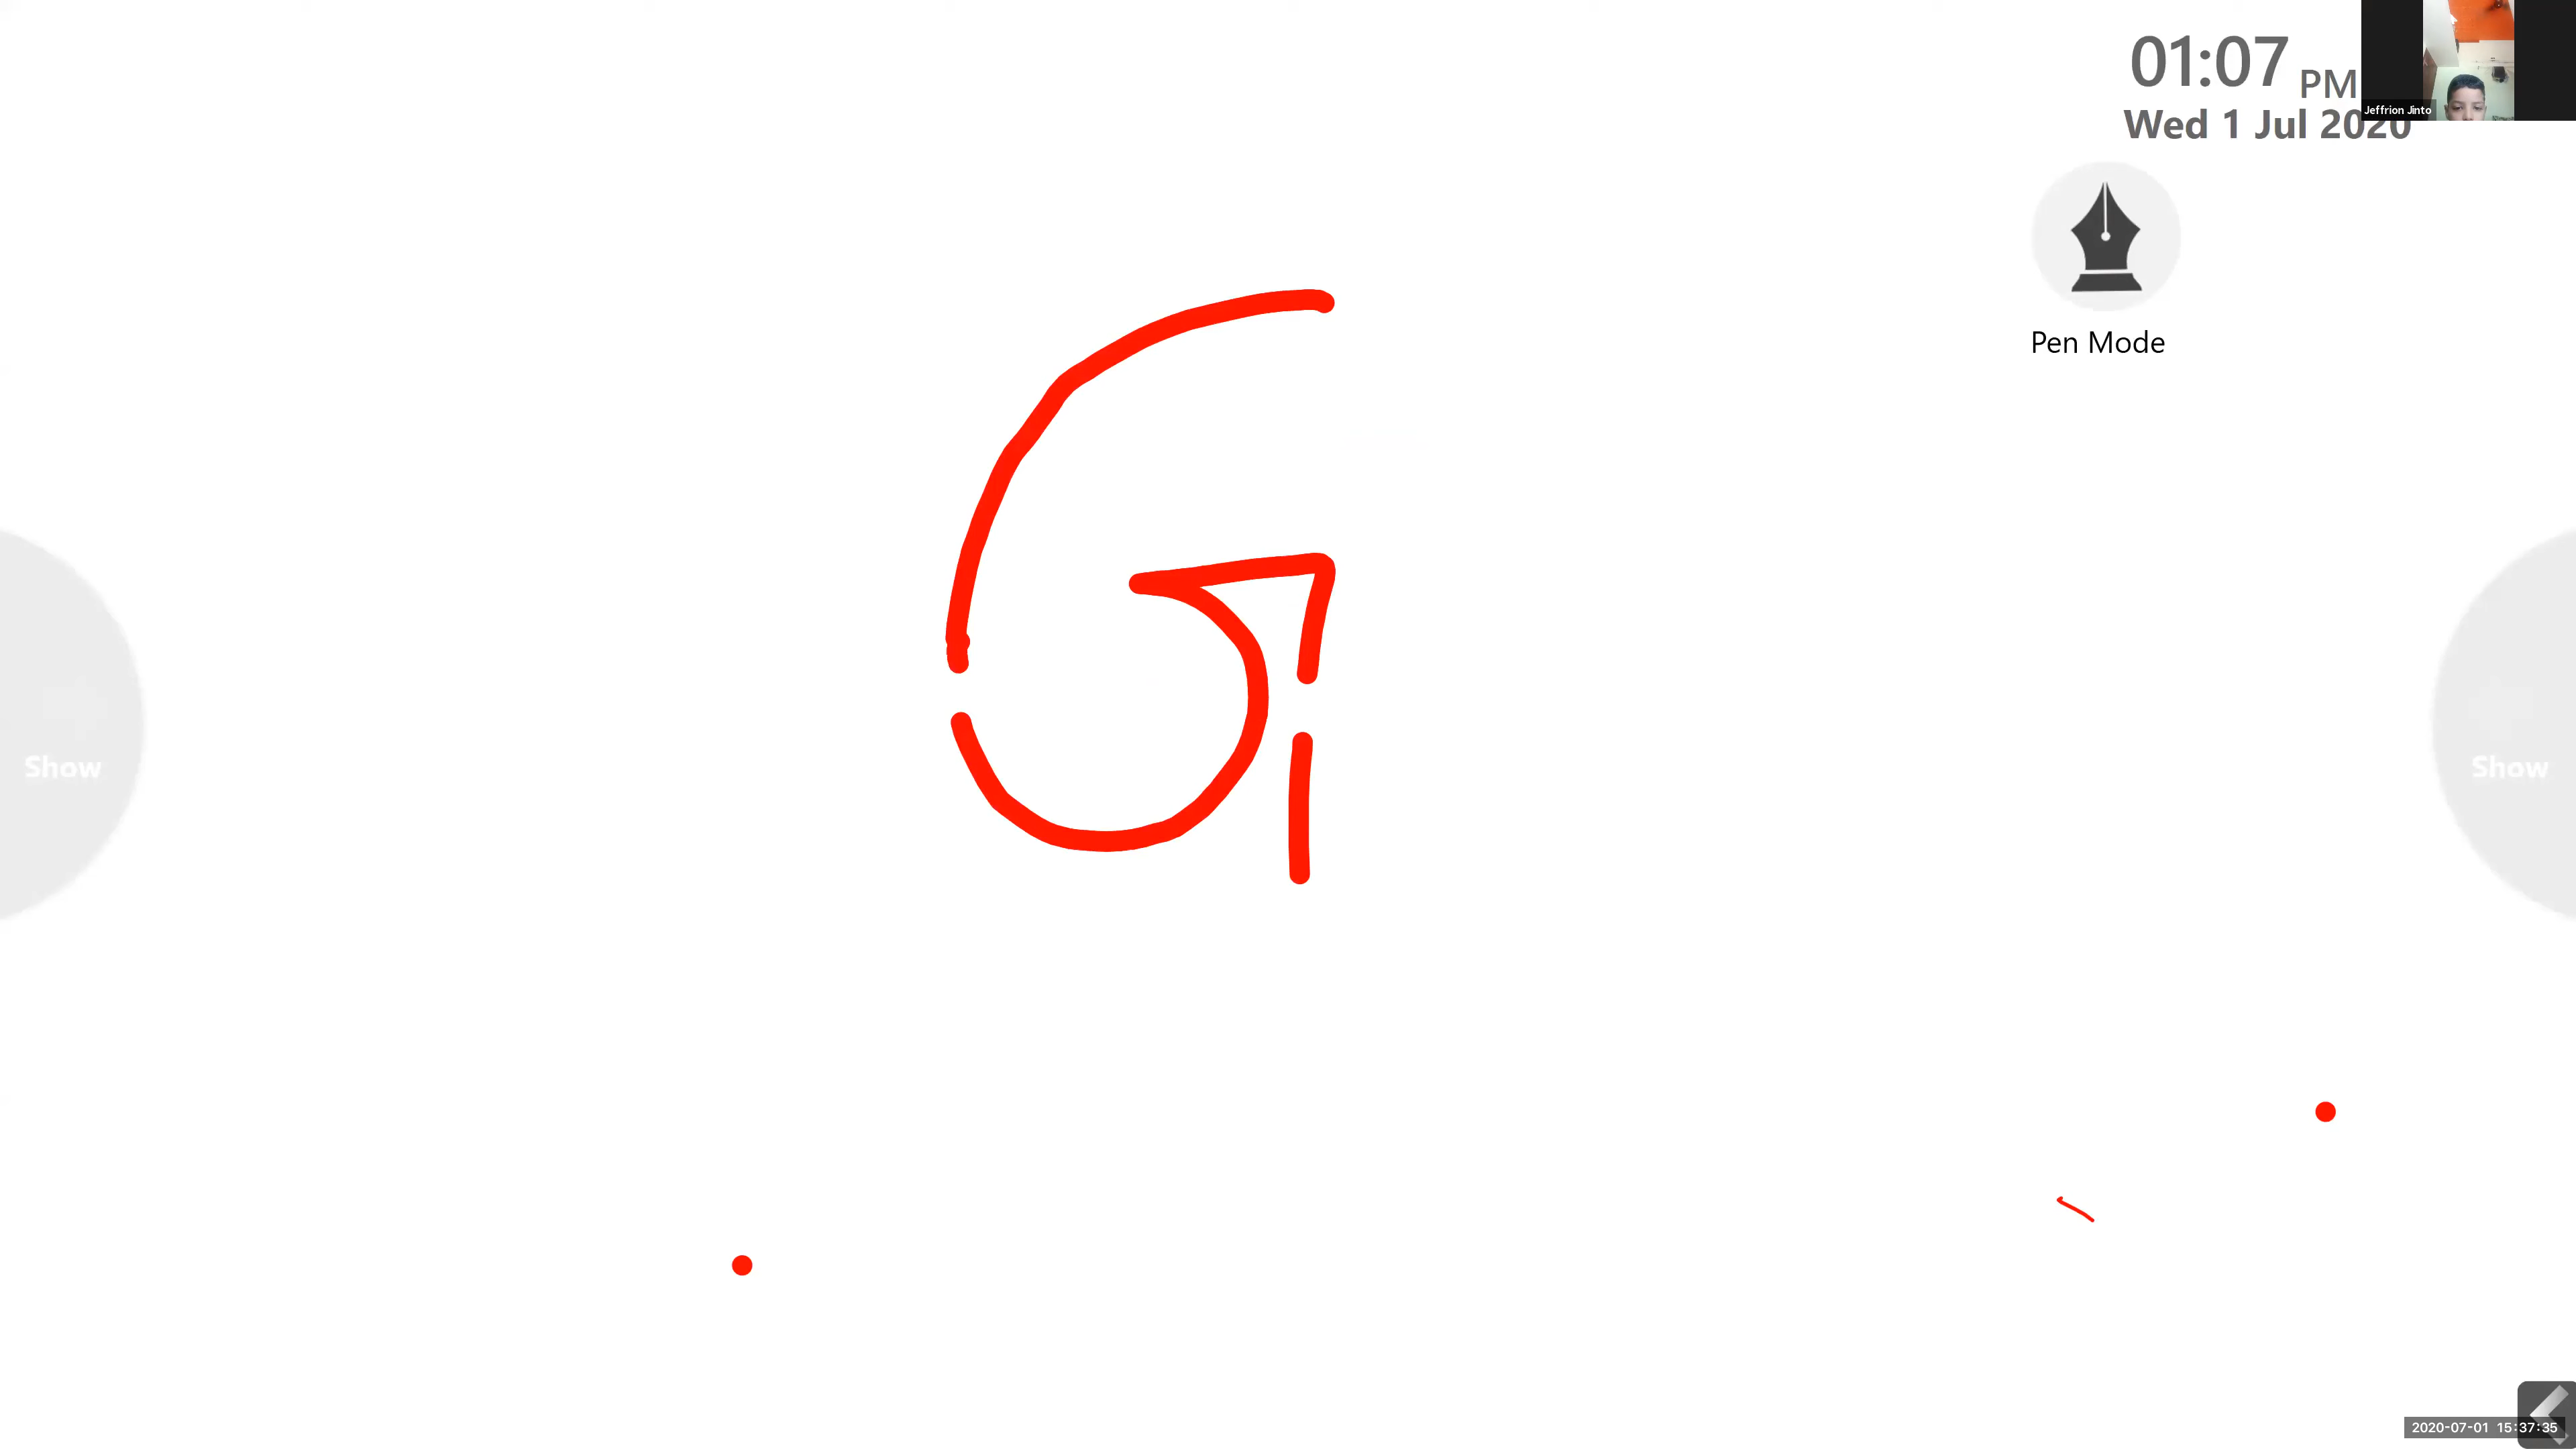 01:07 PM
Wed 1 Jul 2020
Jeffrion Jinto
Pen Mode
G
Show
Show
2020-07-01 15:37:35